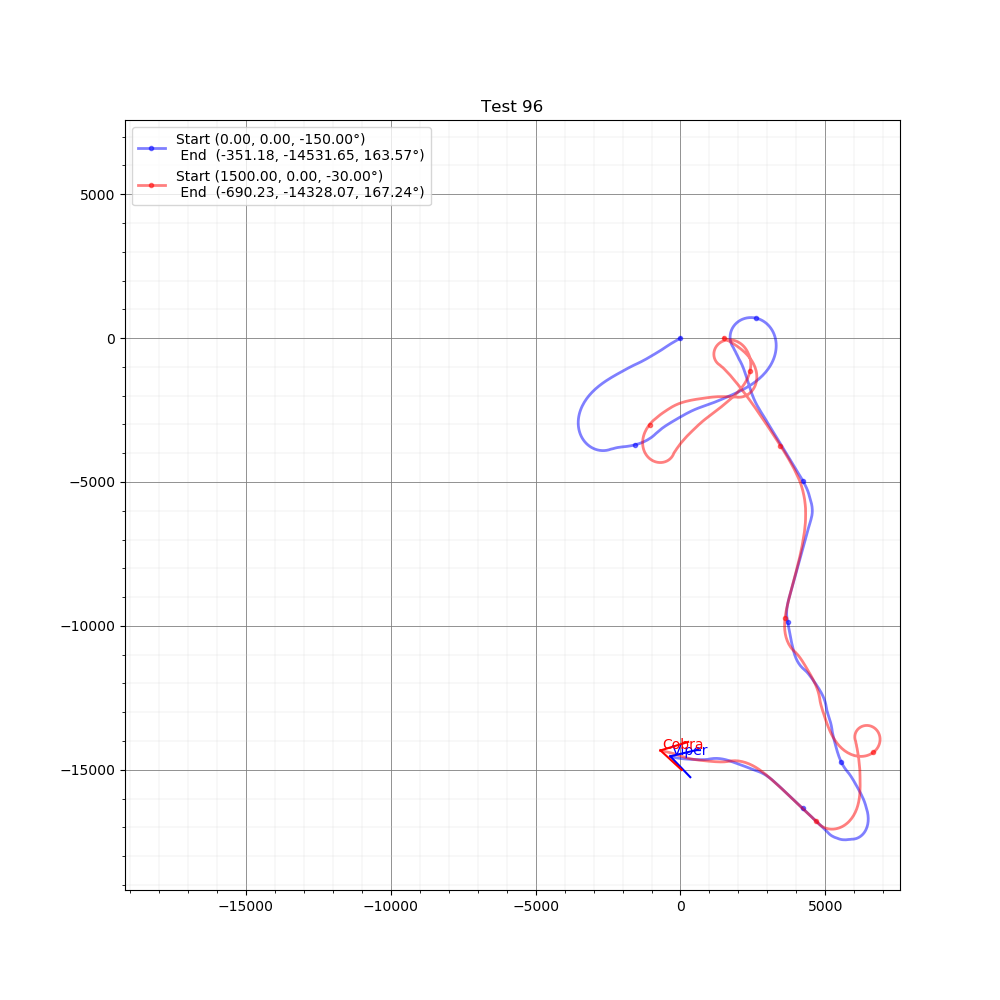 Test 96
Start (0.00, 0.00, -150.00°)
End  (-351.18, -14531.65, 163.57°)
Start (1500.00, 0.00, -30.00°)
End  (-690.23, -14328.07, 167.24°)
5000
0
−5000
−10000
−15000
Cobra
Viper
−15000
−10000
−5000
0
5000